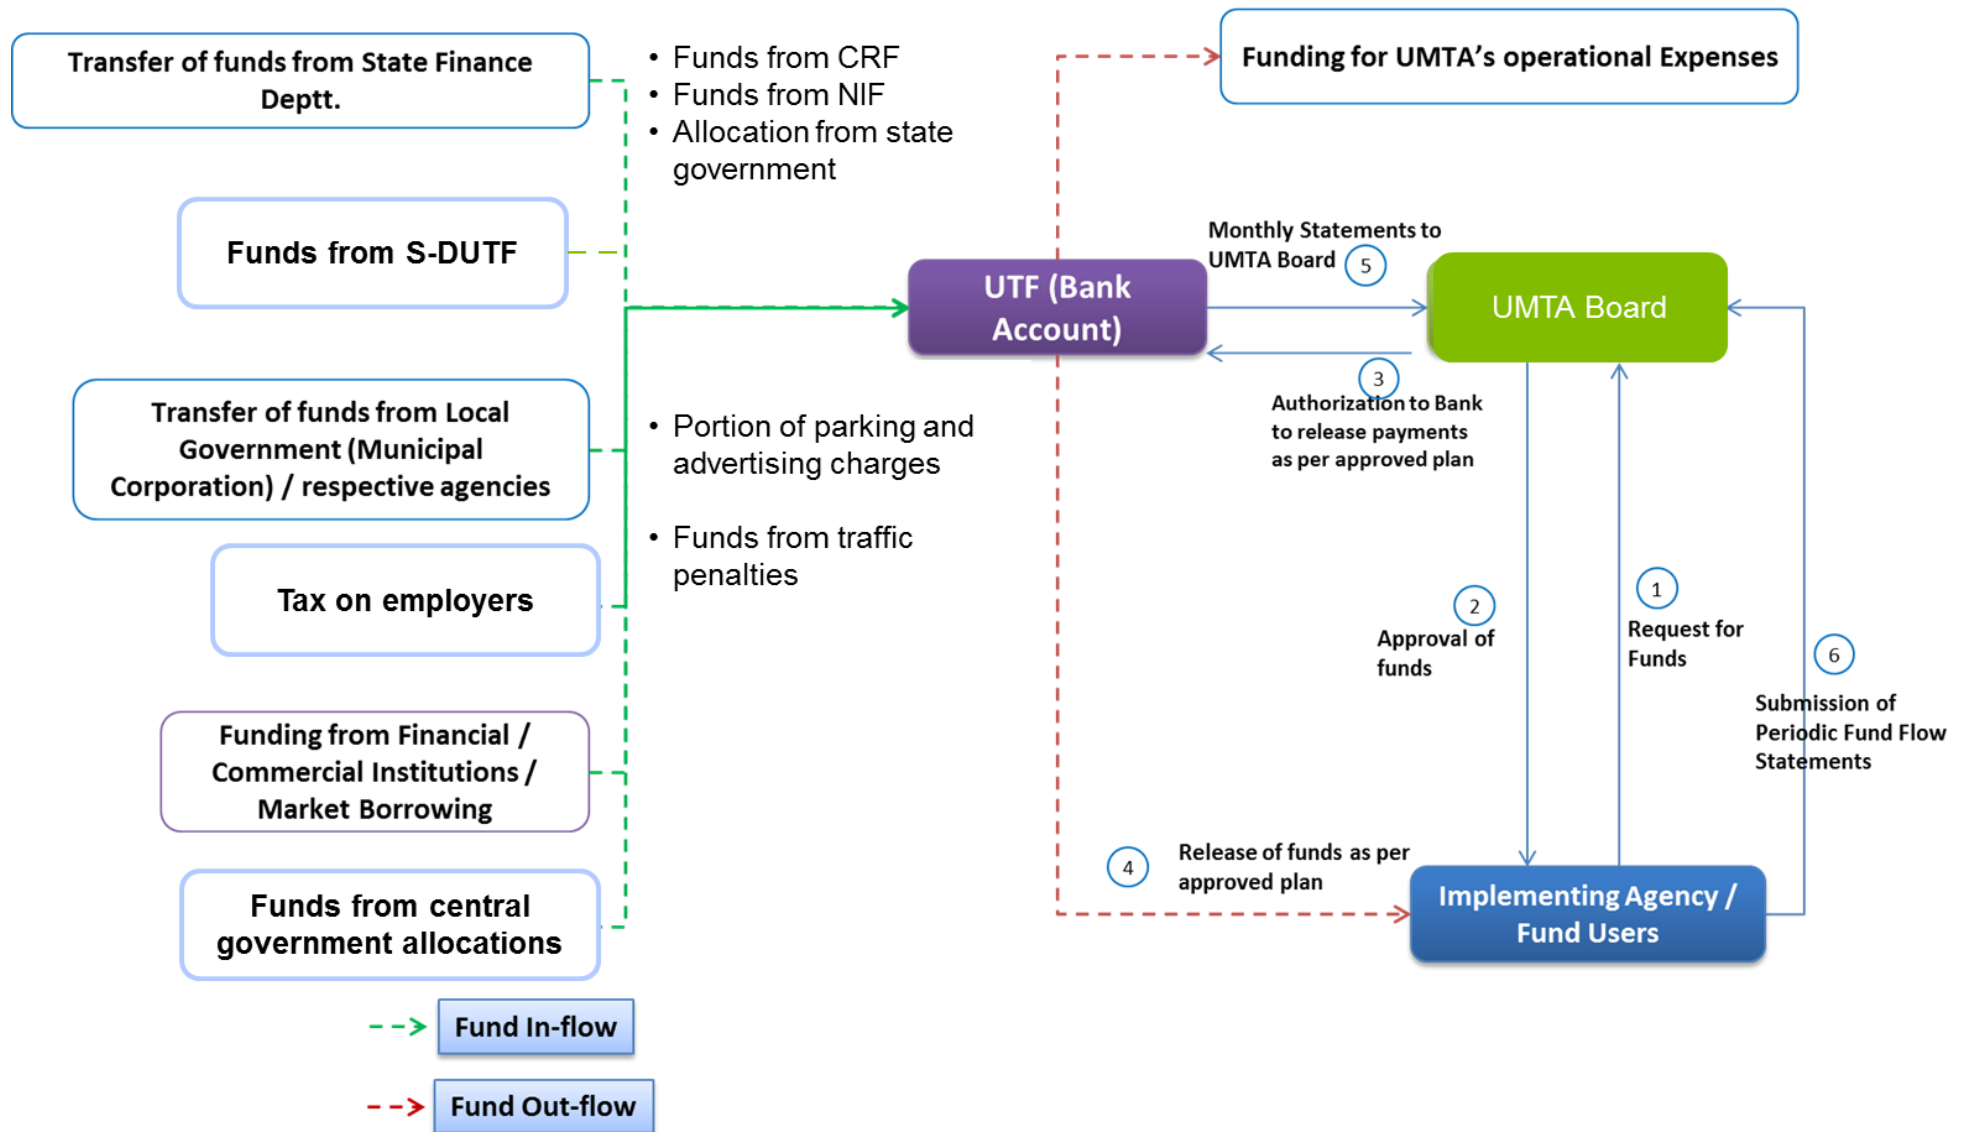 Transfer of funds from State Finance
Deptt.
• Funds from CRF
• Funds from NIF
• Allocation from state
government
Funding for UMTA's operational Expenses
Funds from S-DUTF
Monthly Statements to
UMTA Board
5
UTF (Bank
Account)
UMTA Board
3
Authorization to Bank
to release payments
as per approved plan
Transfer of funds from Local
Government (Municipal
Corporation) / respective agencies
• Portion of parking and
advertising charges
• Funds from traffic
penalties
Tax on employers
2
Approval of
funds
1
Request for
Funds
6
Submission of
Periodic Fund Flow
Statements
Funding from Financial /
Commercial Institutions /
Market Borrowing
4
Release of funds as per
approved plan
Implementing Agency /
Fund Users
Funds from central
government allocations
Fund In-flow
Fund Out-flow